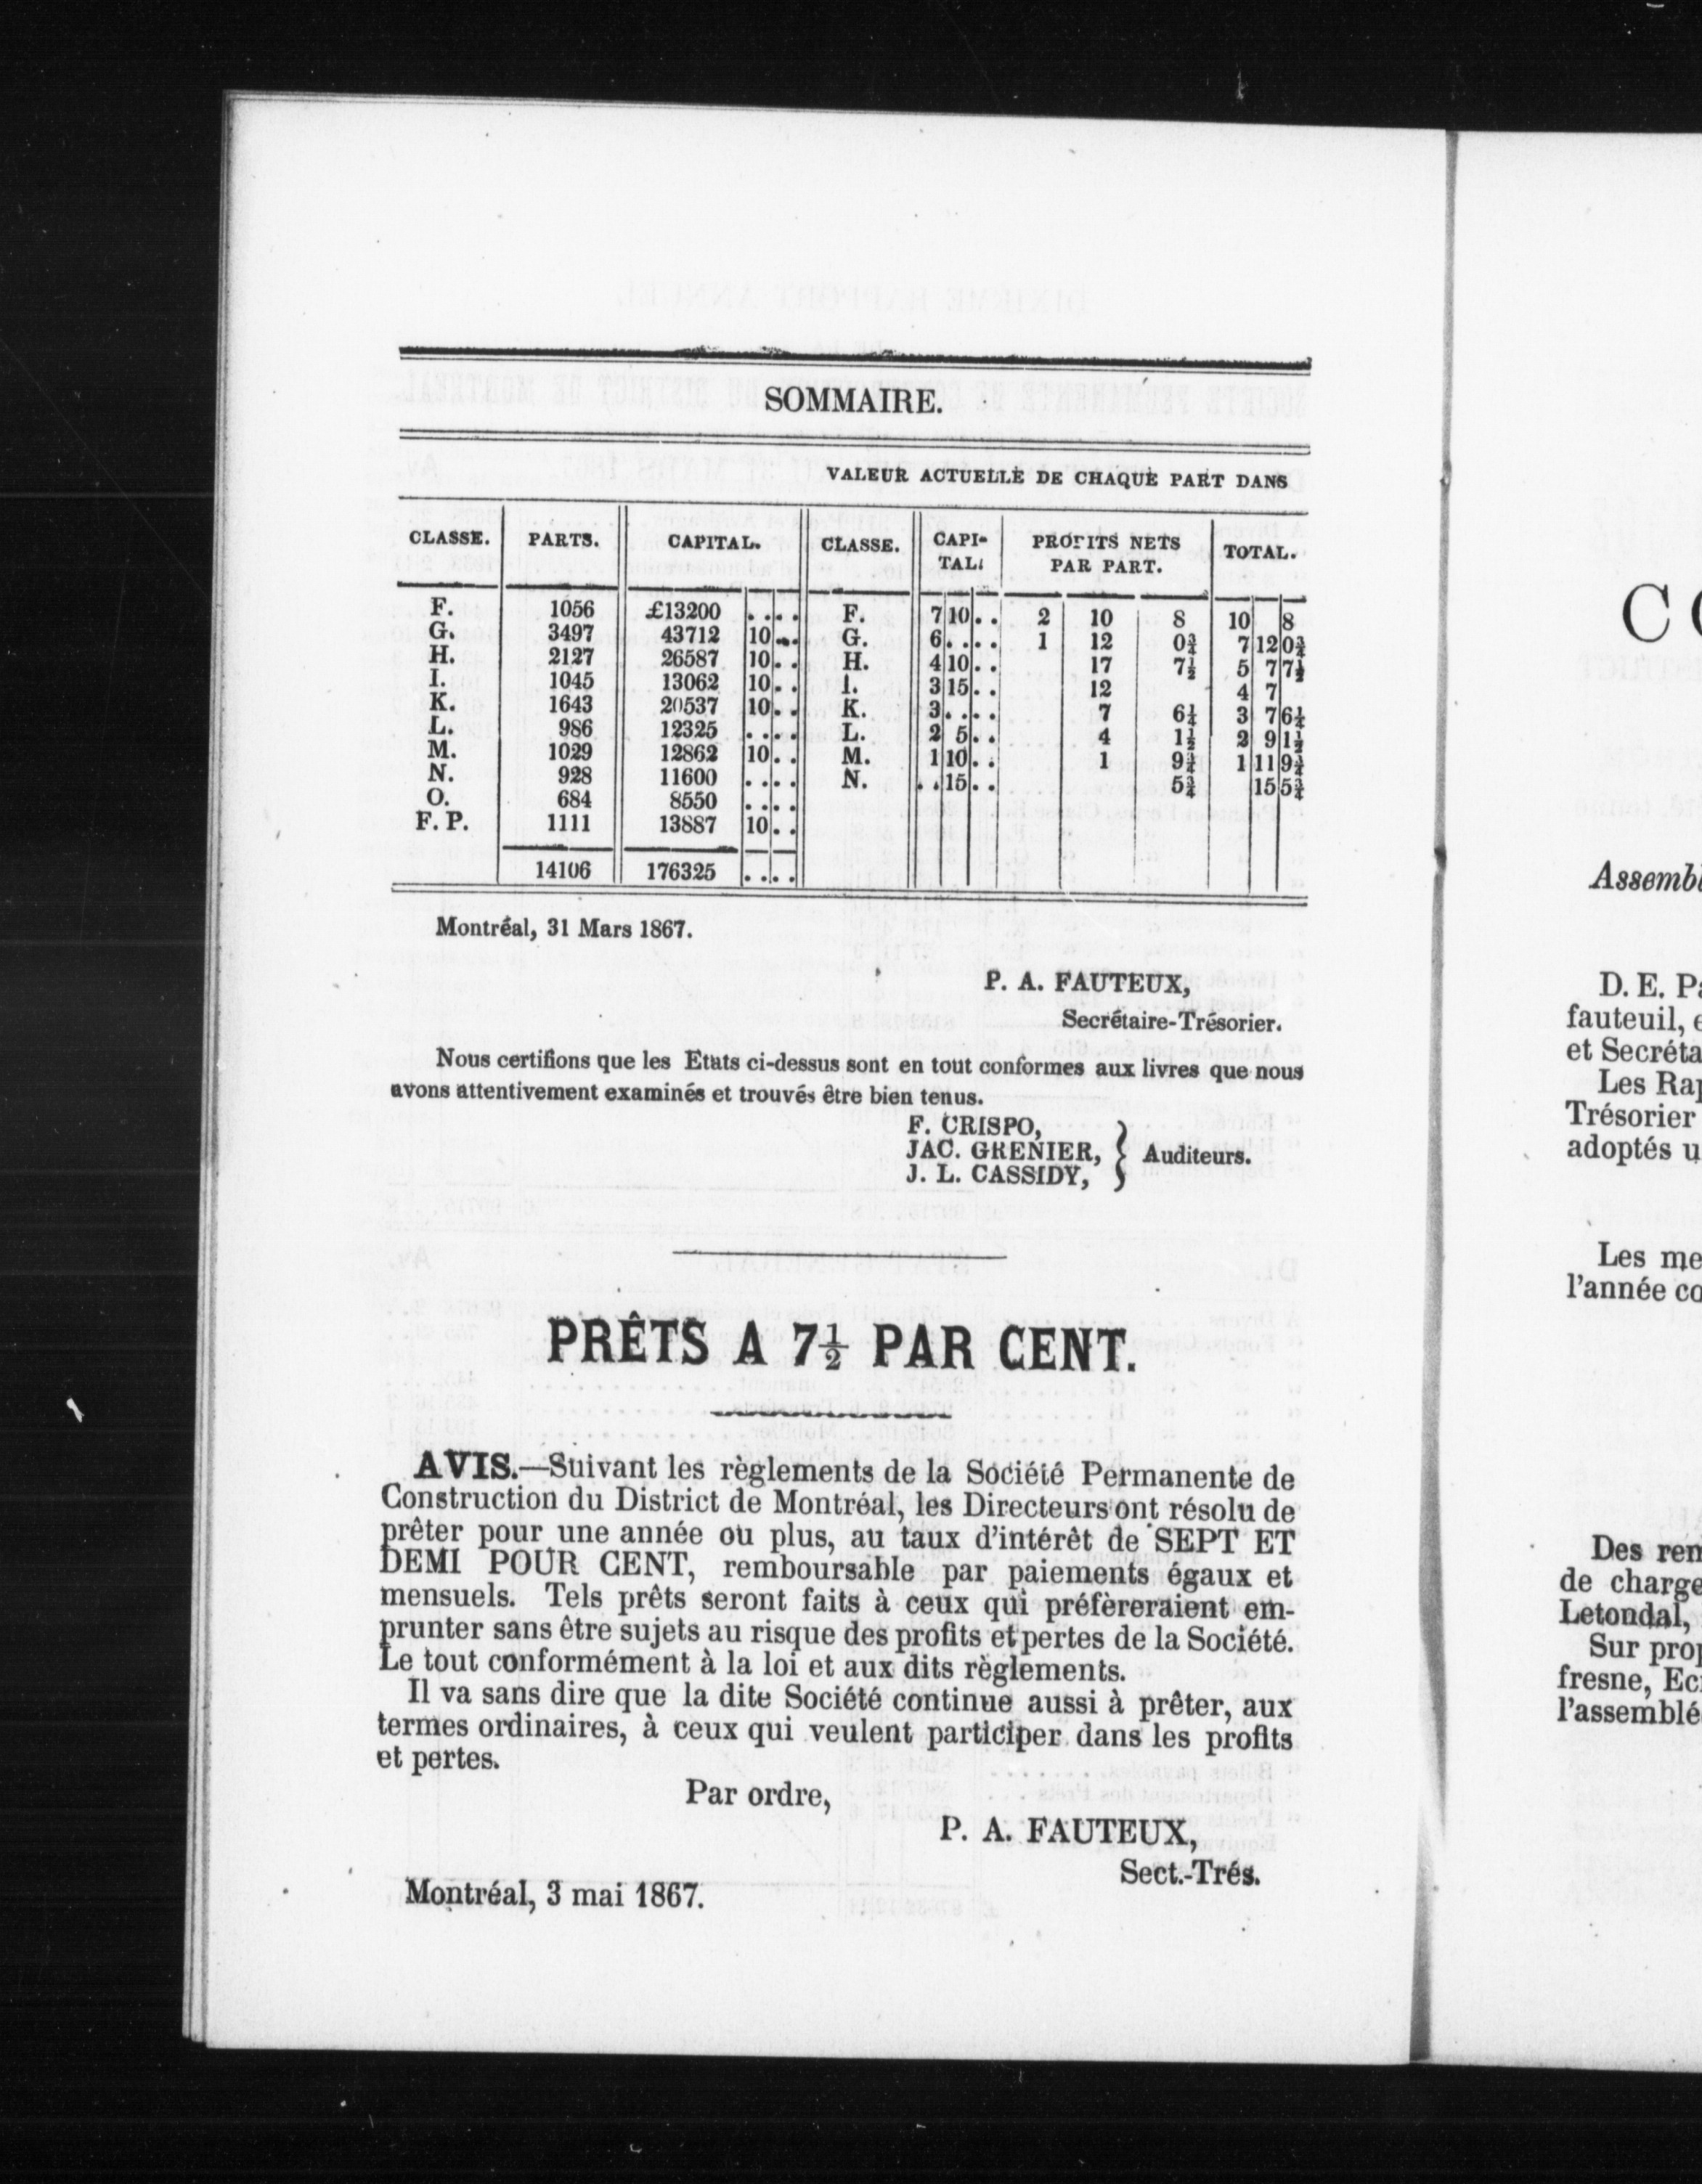 SOMMAIRE.
VALEUR ACTUELLE DE CHAQUE PART DANS
CLASSE. PARTS. CAPITAL. CLASSE. CAPI- PROFITS NETS TOTAL.
TAL. PAR PART.
F. 1056 £13200 .... F. 7 10 .. 2 10 8 10 8
G. 3497 43712 10 .. G. 6 .... 1 12 0¾ 7 12 0¾
H. 2127 26587 10 .. H. 4 10 .. 17 7½ 5 7 7½
I. 1045 13062 10 .. I. 3 15 .. 12 4 7
K. 1643 20537 10 .. K. 3 .... 7 6¼ 3 7 6¼
L. 986 12325 .... L. 2 5 .. 4 1½ 2 9 1½
M. 1029 12862 10 .. M. 1 10 .. 1 9¾ 1 11 9¾
N. 928 11600 .... N. .. 15 .. 5¾ 15 5¾
O. 684 8550 ....
F. P. 1111 13887 10 ..
14106 176325 ....
Montréal, 31 Mars 1867.
P. A. FAUTEUX,
Secrétaire-Trésorier.
Nous certifions que les Etats ci-dessus sont en tout conformes aux livres que nous
avons attentivement examinés et trouvés être bien tenus.
F. CRISPO,
JAC. GRENIER, } Auditeurs.
J. L. CASSIDY,
PRÊTS A 7½ PAR CENT.
AVIS.—Suivant les règlements de la Société Permanente de
Construction du District de Montréal, les Directeurs ont résolu de
prêter pour une année ou plus, au taux d'intérêt de SEPT ET
DEMI POUR CENT, remboursable par paiements égaux et
mensuels. Tels prêts seront faits à ceux qui préfèreraient em-
prunter sans être sujets au risque des profits et pertes de la Société.
Le tout conformément à la loi et aux dits règlements.
Il va sans dire que la dite Société continue aussi à prêter, aux
termes ordinaires, à ceux qui veulent participer dans les profits
et pertes.
Par ordre,
P. A. FAUTEUX,
Sect.-Trés.
Montréal, 3 mai 1867.
D. E.
fauteuil,
et
Les
Trésorier
adoptés
Les
l'année
Des
de
Letondal,
Sur
fresne,